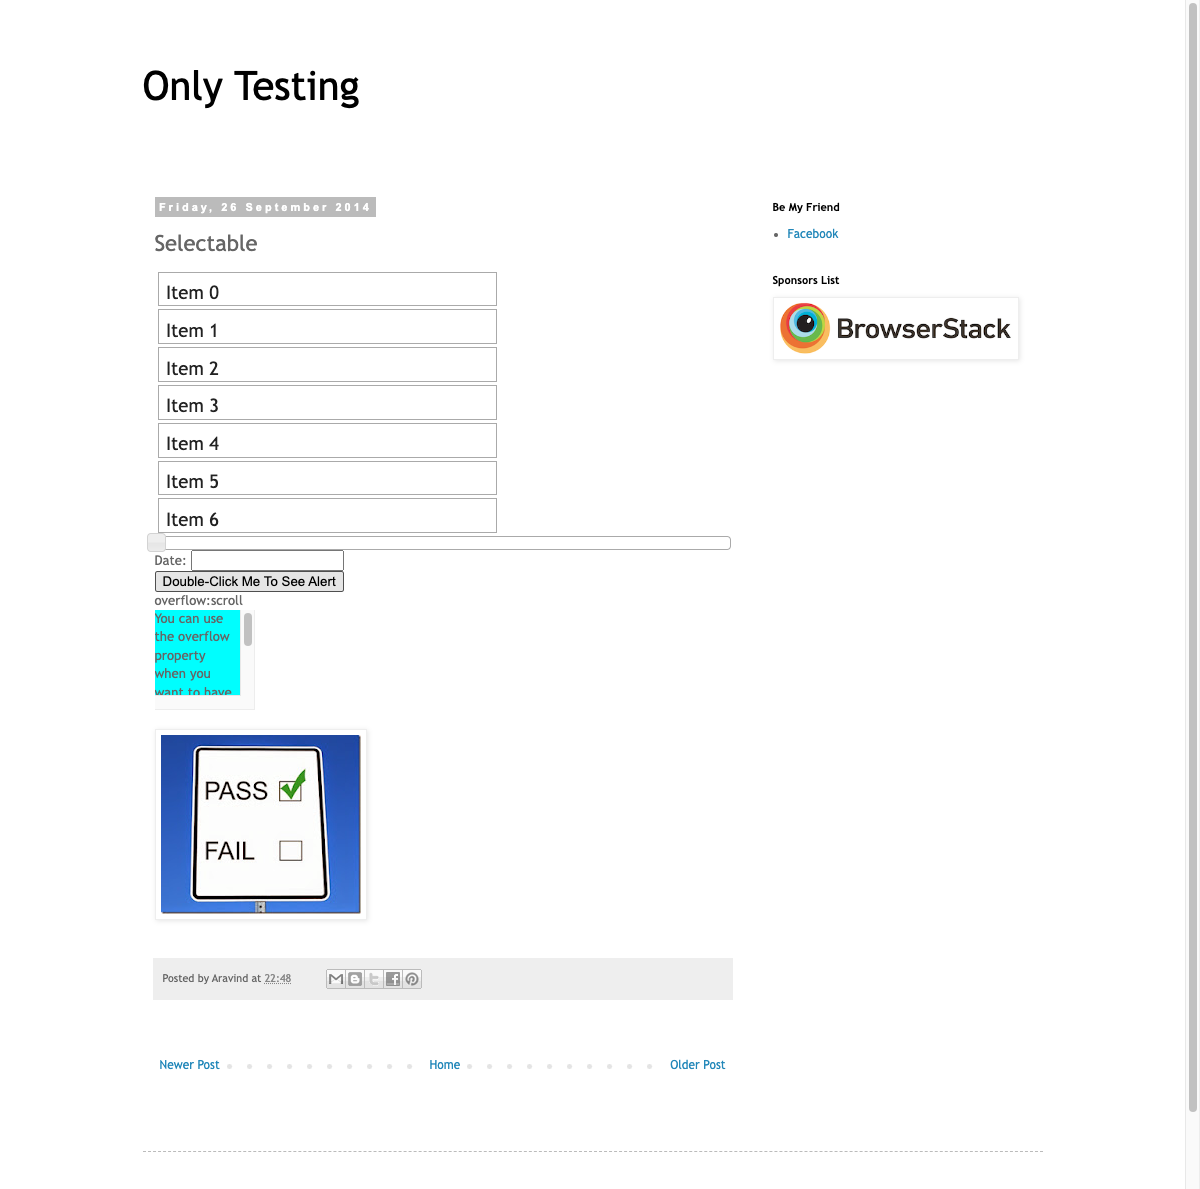 Only Testing
Friday, 26 September 2014
Selectable
Item 0
Item 1
Item 2
Item 3
Item 4
Item 5
Item 6
Date:
Double-Click Me To See Alert
overflow:scroll
You can use
the overflow
property
when you
want to have
PASS
FAIL
Posted by Aravind at 22:48
Newer Post
Home
Older Post
Be My Friend
Facebook
Sponsors List
BrowserStack